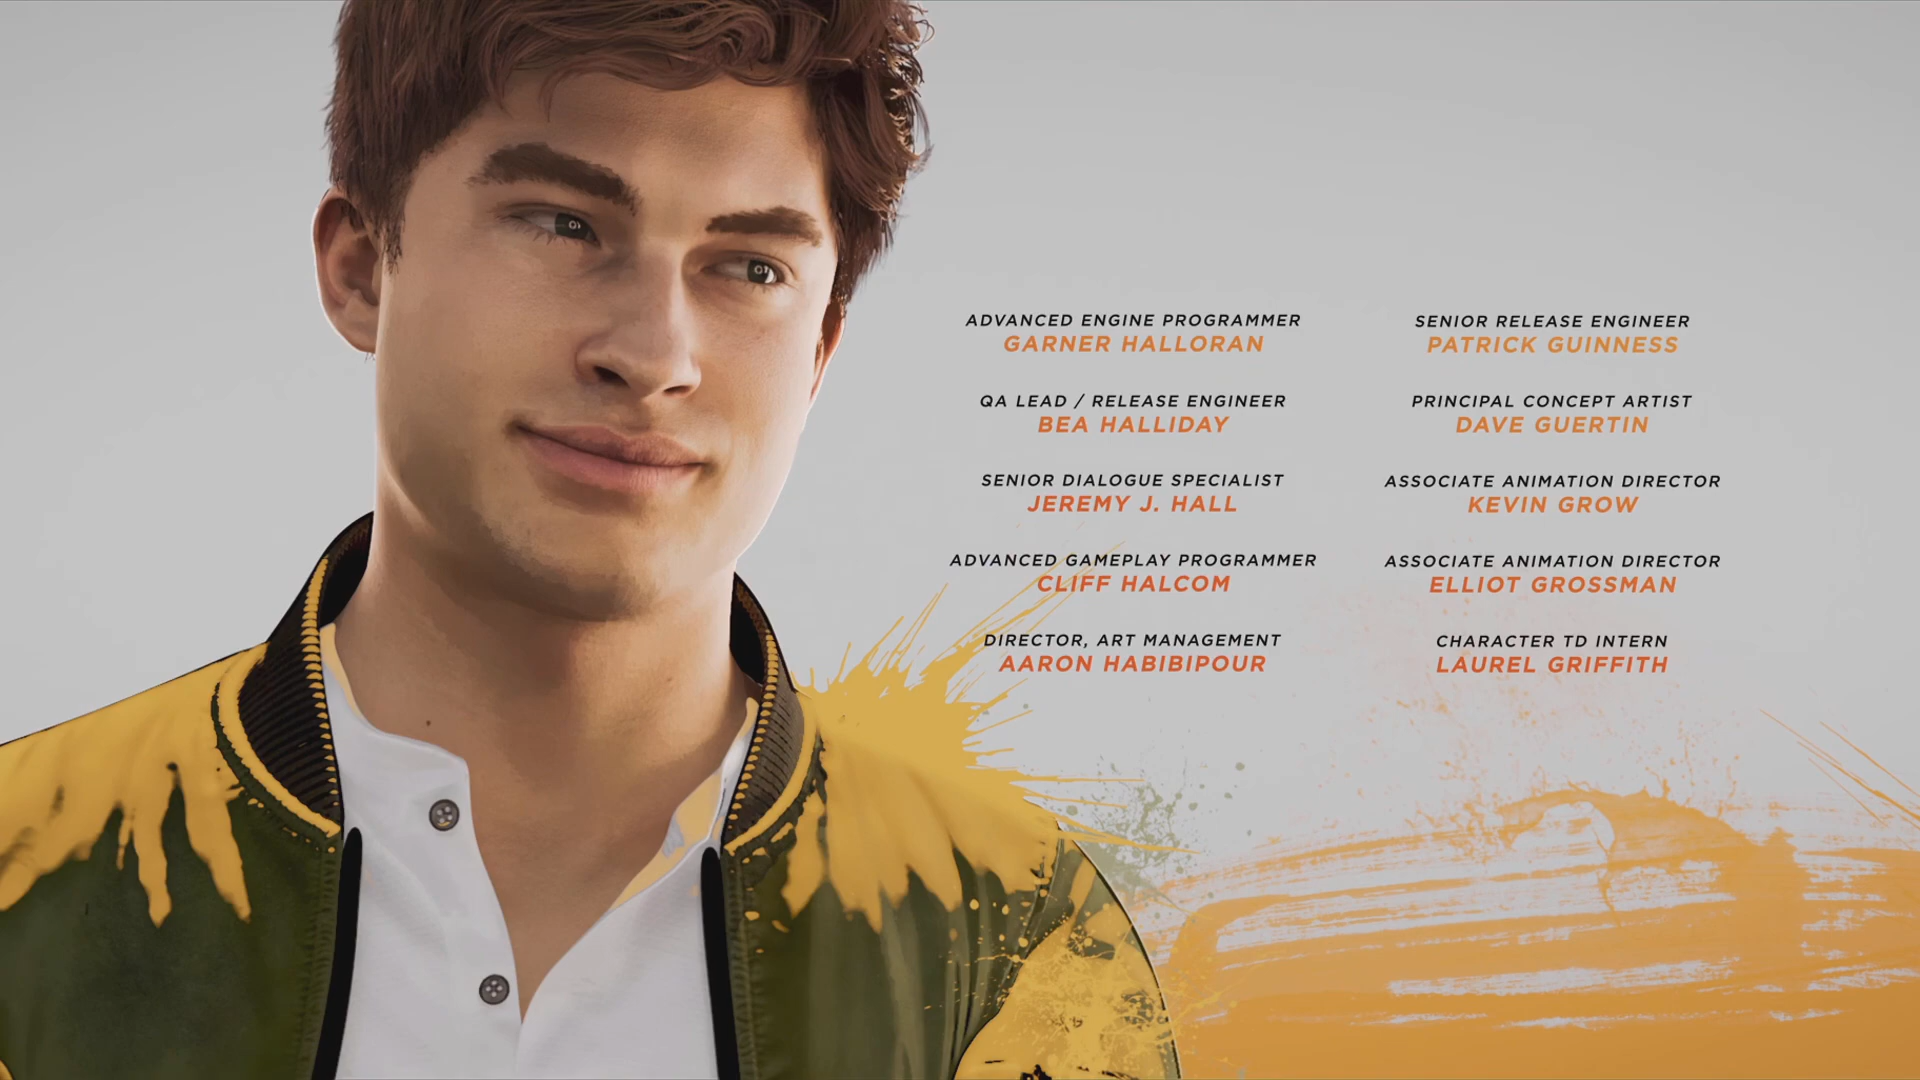 ADVANCED ENGINE PROGRAMMER
GARNER HALLORAN
QA LEAD / RELEASE ENGINEER
BEA HALLIDAY
SENIOR DIALOGUE SPECIALIST
JEREMY J. HALL
ADVANCED GAMEPLAY PROGRAMMER
CLIFF HALCOM
DIRECTOR, ART MANAGEMENT
AARON HABIBIPOUR
SENIOR RELEASE ENGINEER
PATRICK GUINNESS
PRINCIPAL CONCEPT ARTIST
DAVE GUERTIN
ASSOCIATE ANIMATION DIRECTOR
KEVIN GROW
ASSOCIATE ANIMATION DIRECTOR
ELLIOT GROSSMAN
CHARACTER TD INTERN
LAUREL GRIFFITH